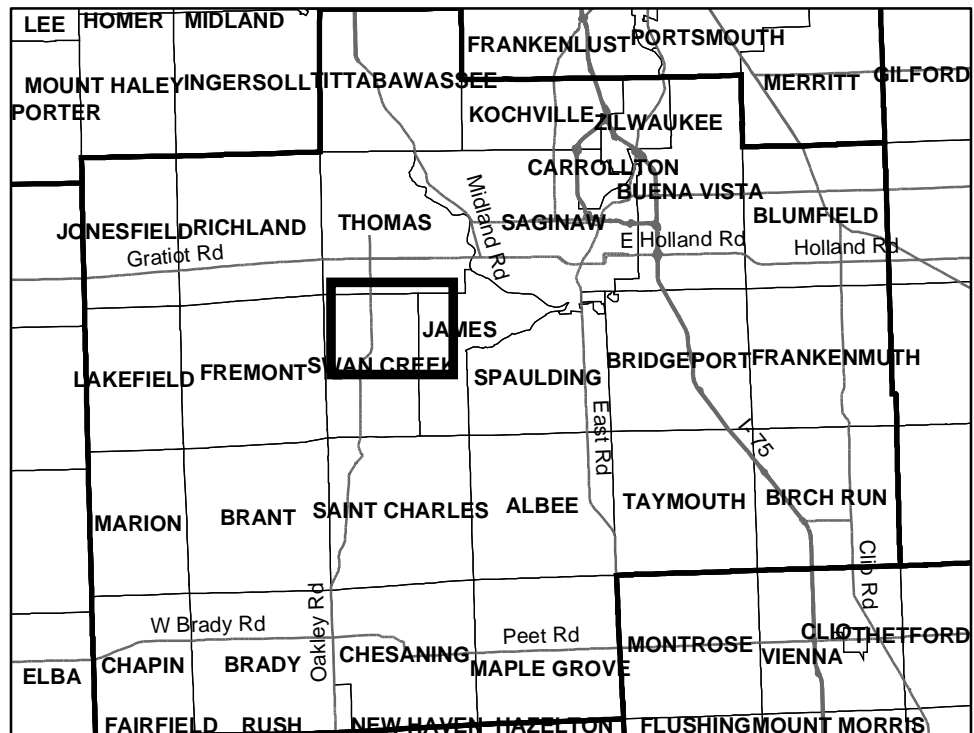 LEE
HOMER
MIDLAND
FRANKENLUST
PORTSMOUTH
MOUNT HALEY
INGERSOLL
TITTABAWASSEE
MERRITT
GILFORD
PORTER
KOCHVILLE
ZILWAUKEE
CARROLLTON
BUENA VISTA
JONESFIELD
RICHLAND
THOMAS
Midland Rd
SAGINAW
BLUMFIELD
Gratiot Rd
E Holland Rd
Holland Rd
JAMES
LAKEFIELD
FREMONT
SWAN CREEK
SPAULDING
BRIDGEPORT
FRANKENMUTH
East Rd
I-75
MARION
BRANT
SAINT CHARLES
ALBEE
TAYMOUTH
BIRCH RUN
Clio Rd
Oakley Rd
W Brady Rd
Peet Rd
ELBA
CHAPIN
BRADY
CHESANING
MAPLE GROVE
MONTROSE
CLIO
VIENNA
THETFORD
FAIRFIELD
RUSH
NEW HAVEN
HAZELTON
FLUSHING
MOUNT MORRIS